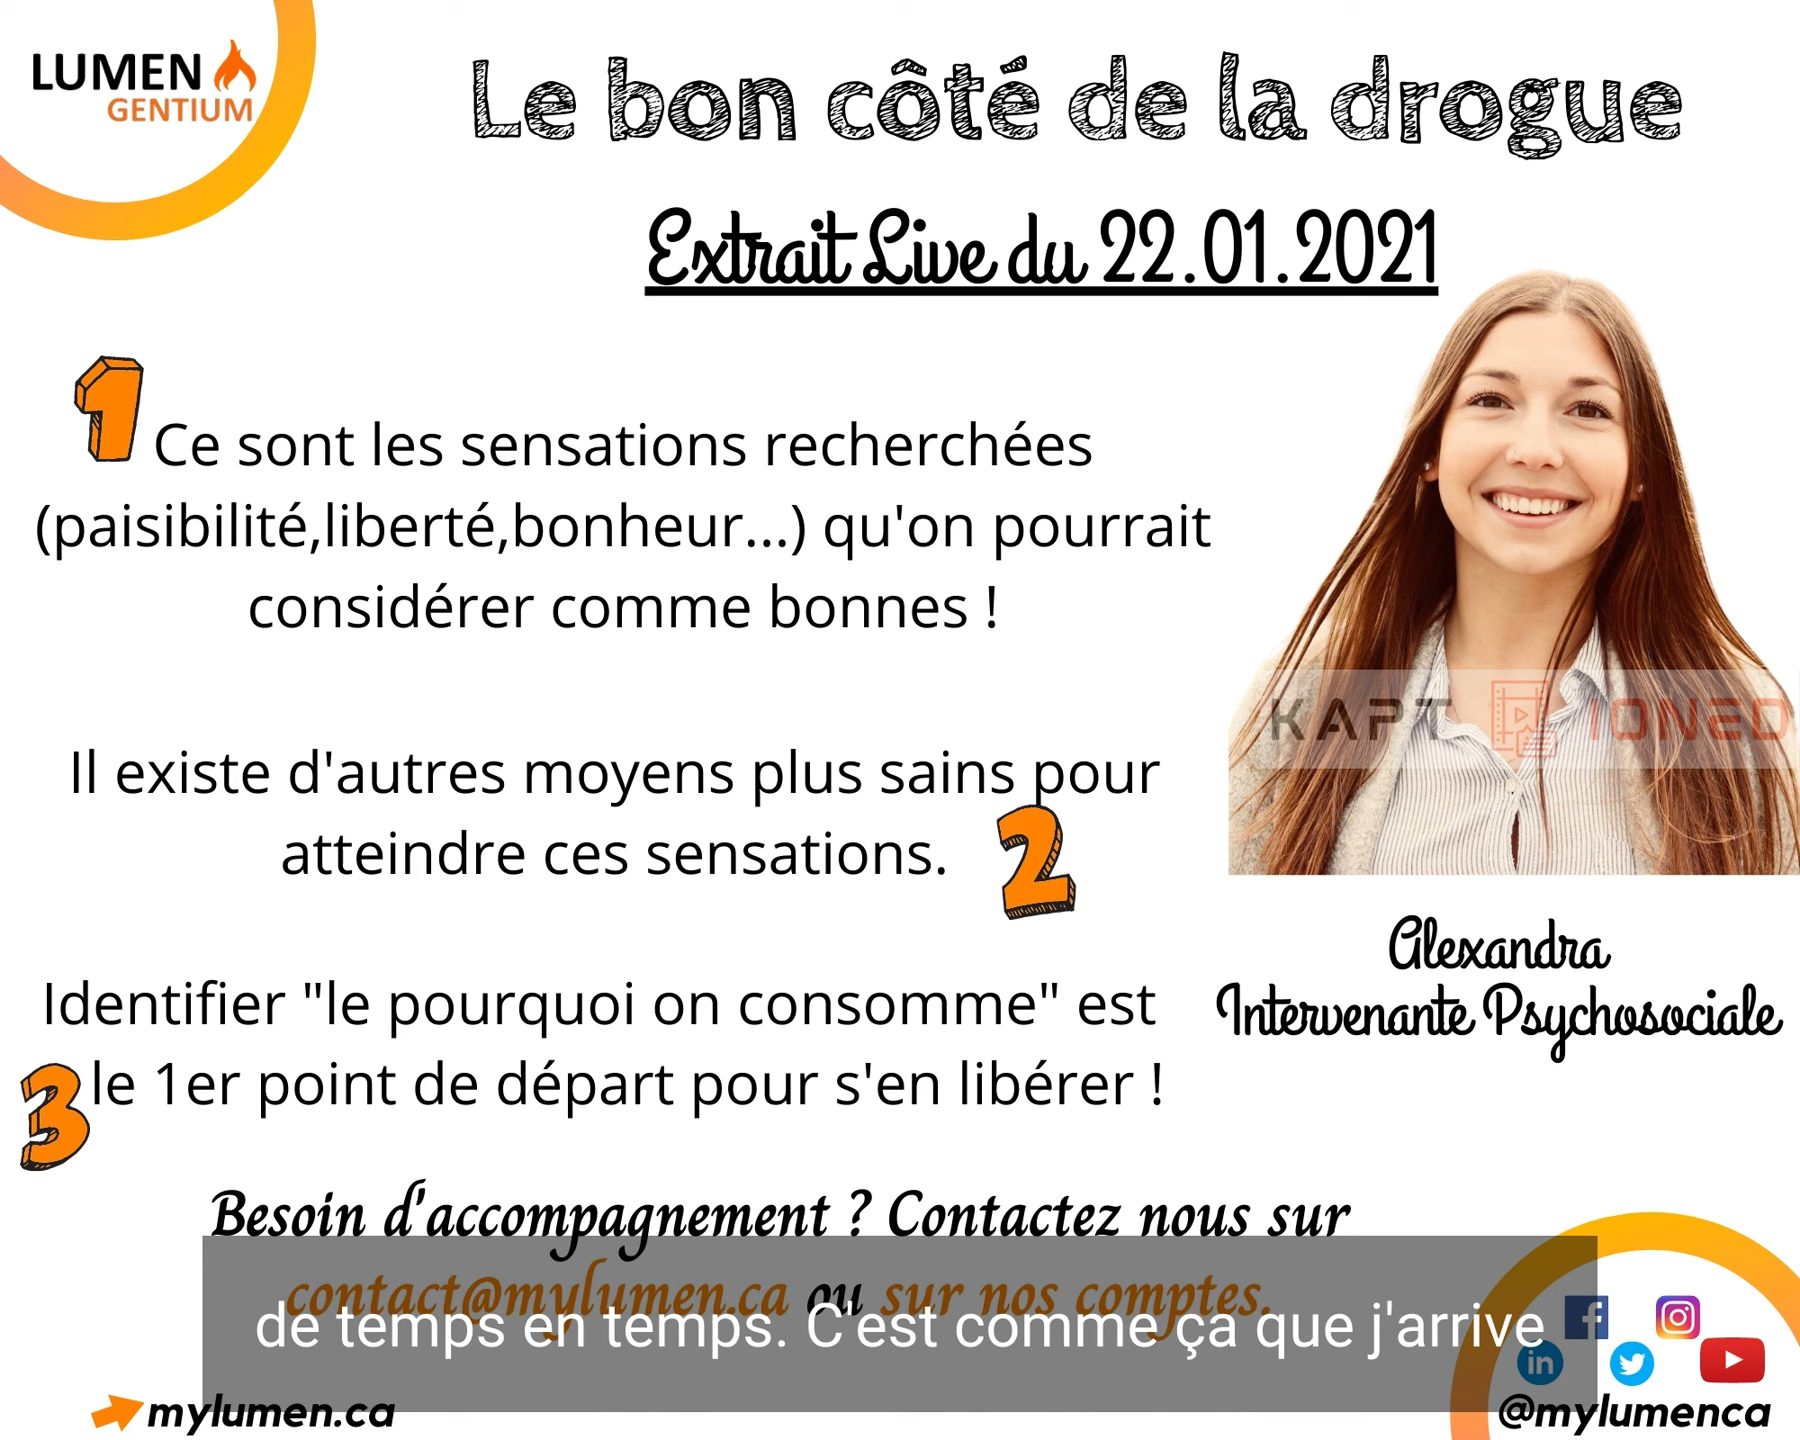 LUMEN
GENTIUM
Le bon côté de la drogue
Extrait Live du 22.01.2021
1
Ce sont les sensations recherchées
(paisibilité,liberté,bonheur...) qu'on pourrait
considérer comme bonnes !
Il existe d'autres moyens plus sains pour
atteindre ces sensations.
2
Identifier "le pourquoi on consomme" est
3
le 1er point de départ pour s'en libérer !
KAPT IONED
Alexandra
Intervenante Psychosociale
Besoin d'accompagnement ? Contactez nous sur
contact@mylumen.ca ou sur nos comptes.
de temps en temps. C'est comme ça que j'arrive
in
mylumen.ca
@mylumenca